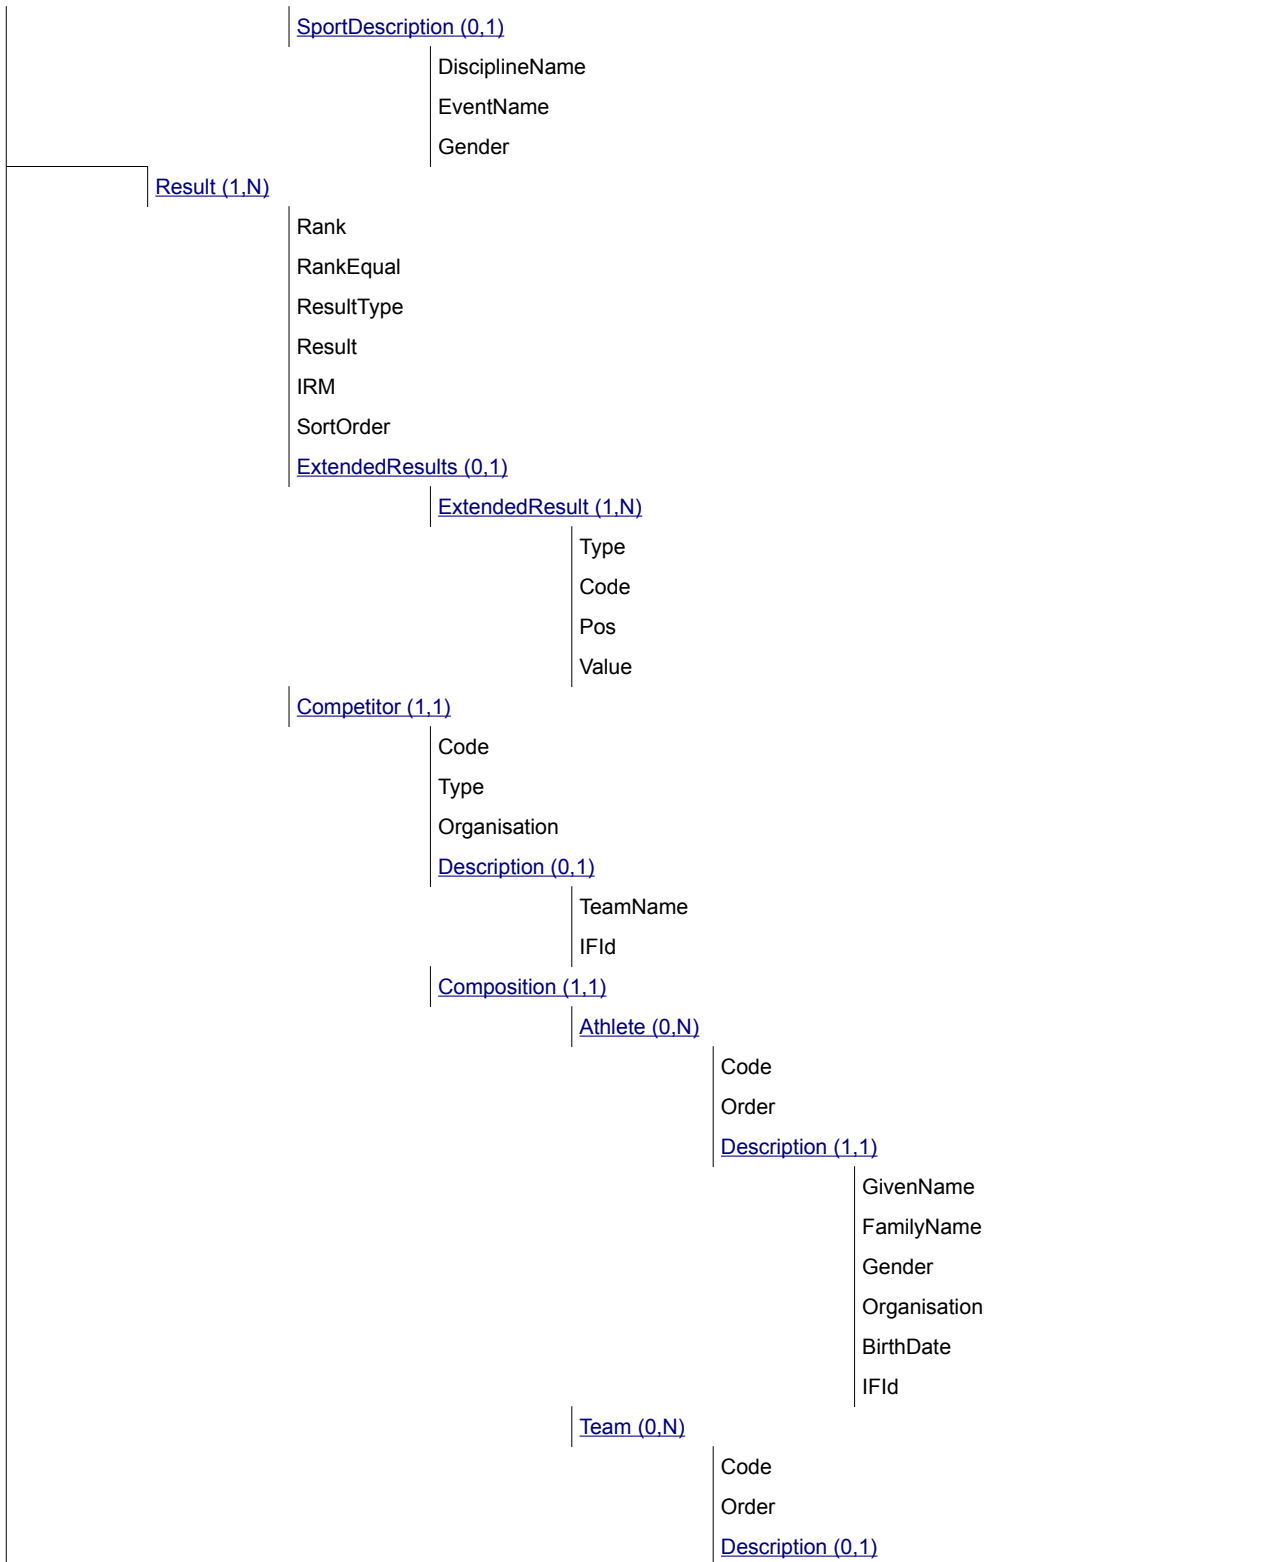 SportDescription (0,1)
DisciplineName
EventName
Gender
Result (1,N)
Rank
RankEqual
ResultType
Result
IRM
SortOrder
ExtendedResults (0,1)
ExtendedResult (1,N)
Type
Code
Pos
Value
Competitor (1,1)
Code
Type
Organisation
Description (0,1)
TeamName
IFId
Composition (1,1)
Athlete (0,N)
Code
Order
Description (1,1)
GivenName
FamilyName
Gender
Organisation
BirthDate
IFId
Team (0,N)
Code
Order
Description (0,1)